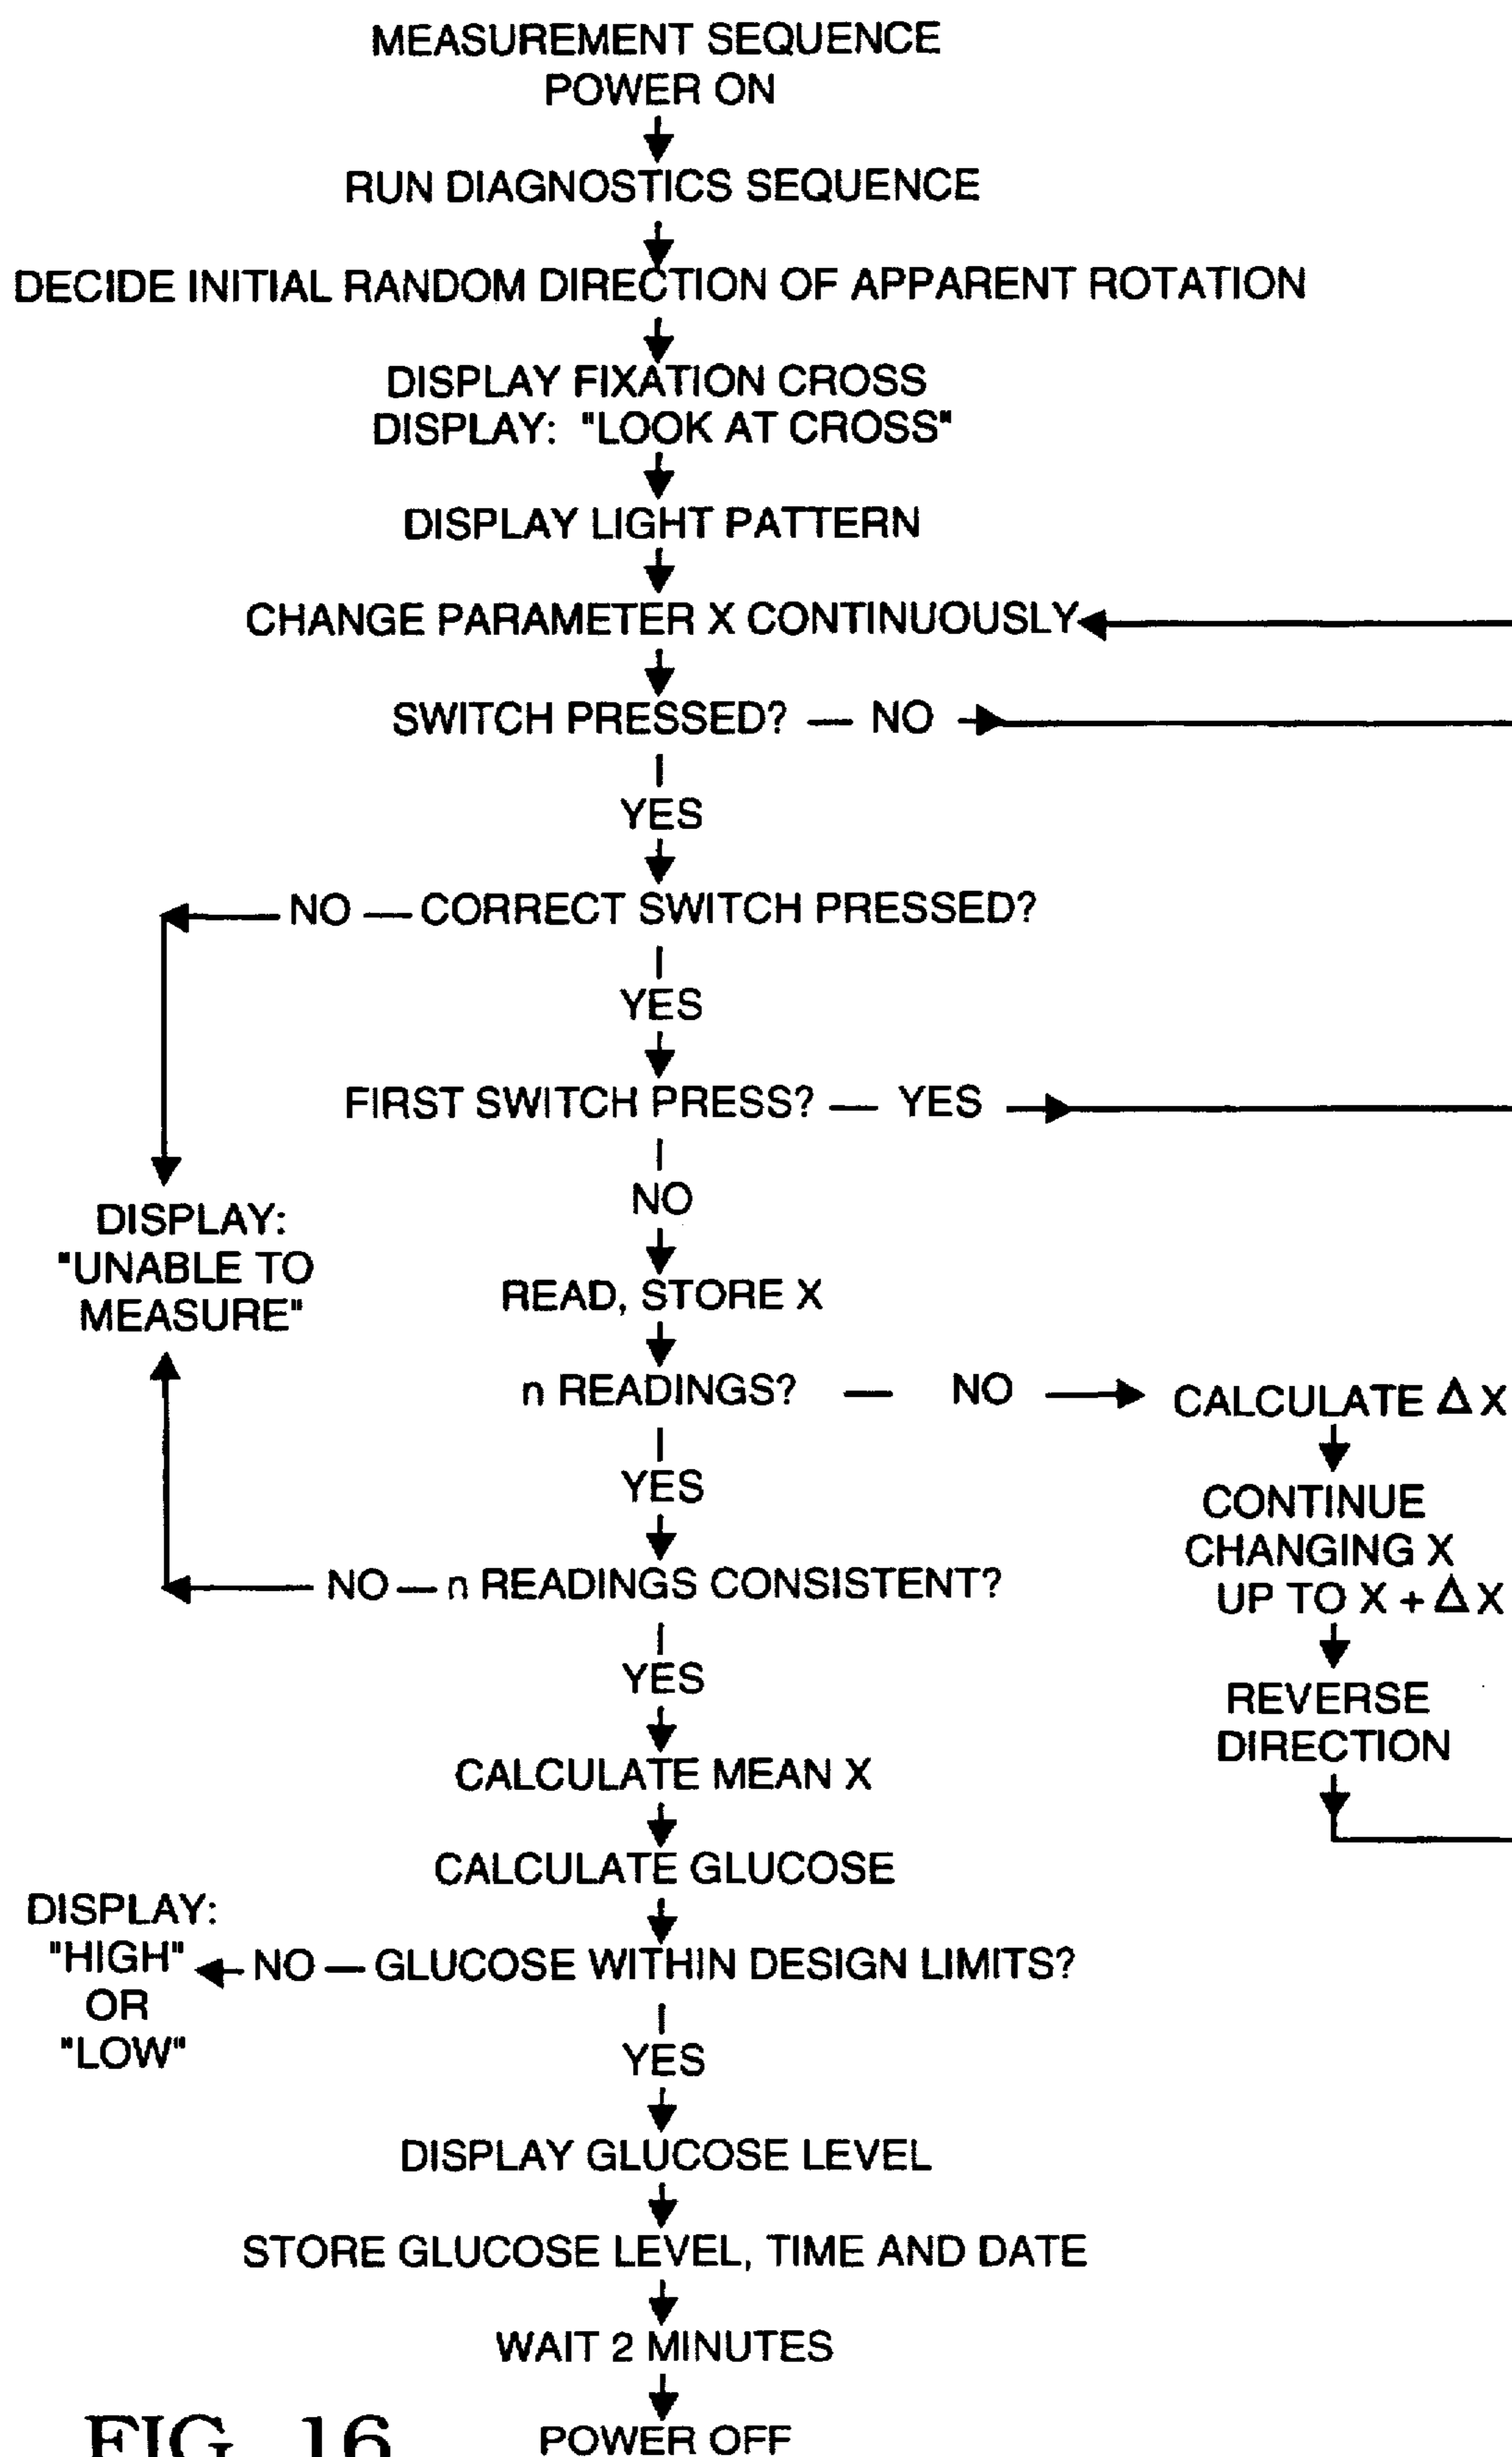 MEASUREMENT SEQUENCE
POWER ON
RUN DIAGNOSTICS SEQUENCE
DECIDE INITIAL RANDOM DIRECTION OF APPARENT ROTATION
DISPLAY FIXATION CROSS
DISPLAY: "LOOK AT CROSS"
DISPLAY LIGHT PATTERN
CHANGE PARAMETER X CONTINUOUSLY
SWITCH PRESSED? — NO
YES
NO — CORRECT SWITCH PRESSED?
YES
FIRST SWITCH PRESS? — YES
NO
DISPLAY:
"UNABLE TO
MEASURE"
READ, STORE X
n READINGS? — NO
CALCULATE Δ X
CONTINUE
CHANGING X
UP TO X + Δ X
REVERSE
DIRECTION
YES
NO — n READINGS CONSISTENT?
YES
CALCULATE MEAN X
CALCULATE GLUCOSE
DISPLAY:
"HIGH"
OR
"LOW"
NO — GLUCOSE WITHIN DESIGN LIMITS?
YES
DISPLAY GLUCOSE LEVEL
STORE GLUCOSE LEVEL, TIME AND DATE
WAIT 2 MINUTES
POWER OFF
FIG. 16